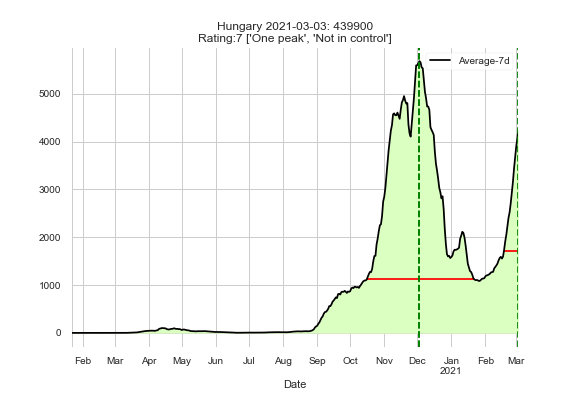 Hungary 2021-03-03: 439900
Rating:7 ['One peak', 'Not in control']
Average-7d
5000
4000
3000
2000
1000
0
Feb Mar Apr May Jun Jul Aug Sep Oct Nov Dec Jan Feb Mar
2021
Date